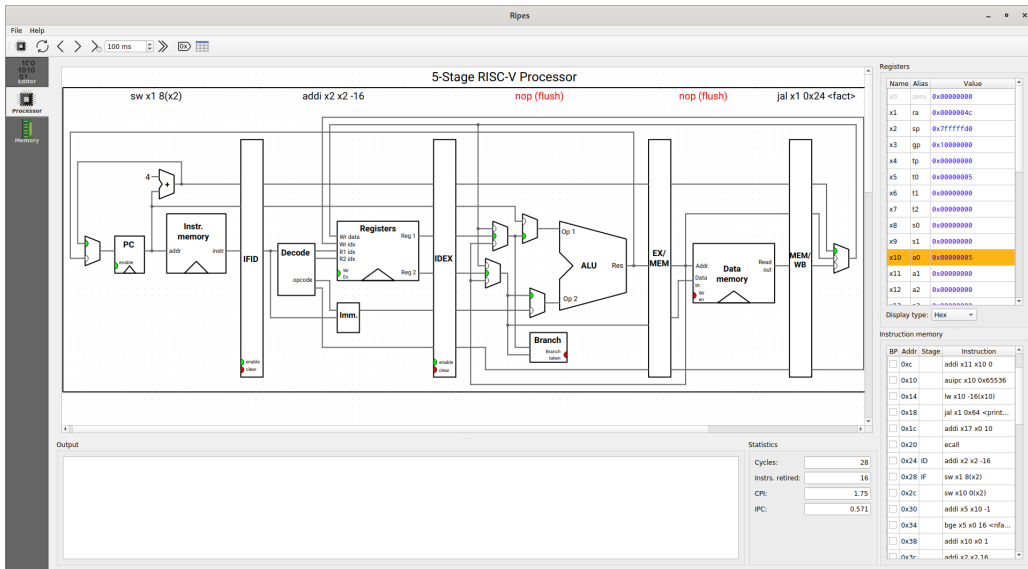 Ripes
File Help
100 ms
0x
Editor
Processor
Memory
5-Stage RISC-V Processor
sw x1 8(x2) addi x2 x2 -16 nop (flush) nop (flush) jal x1 0x24 <fact>
4
+
PC
enable
Instr. memory
addr instr
IFID
enable
clear
Decode
opcode
Imm.
Registers
Wr data
Wr idx
R1 idx
R2 idx
Wr En
Reg 1
Reg 2
IDEX
enable
clear
Op 1
ALU
Res
Op 2
Branch
Branch taken
EX/MEM
Addr.
Data in
Wr en
Data memory
Read out
MEM/WB
Registers
Name Alias Value
x0 zero 0x00000000
x1 ra 0x0000004c
x2 sp 0x7fffffd0
x3 gp 0x10000000
x4 tp 0x00000000
x5 t0 0x00000005
x6 t1 0x00000000
x7 t2 0x00000000
x8 s0 0x00000000
x9 s1 0x00000000
x10 a0 0x00000005
x11 a1 0x00000000
x12 a2 0x00000000
Display type: Hex
Instruction memory
BP Addr Stage Instruction
0xc addi x11 x10 0
0x10 auipc x10 0x65536
0x14 lw x10 -16(x10)
0x18 jal x1 0x64 <print...
0x1c addi x17 x0 10
0x20 ecall
0x24 ID addi x2 x2 -16
0x28 IF sw x1 8(x2)
0x2c sw x10 0(x2)
0x30 addi x5 x10 -1
0x34 bge x5 x0 16 <nfa...
0x38 addi x10 x0 1
0x3c addi x2 x2 16
Output
Statistics
Cycles: 28
Instrs. retired: 16
CPI: 1.75
IPC: 0.571